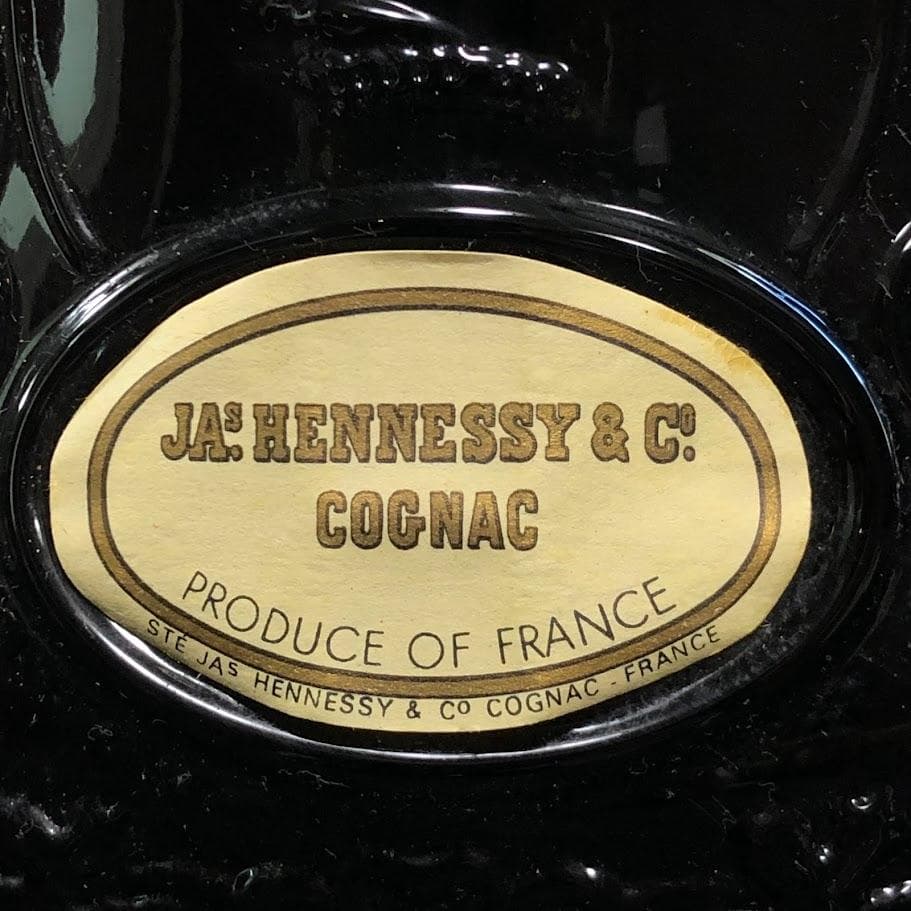 JAS. HENNESSY & CO.
COGNAC
PRODUCE OF FRANCE
STÉ JAS HENNESSY & CO COGNAC - FRANCE